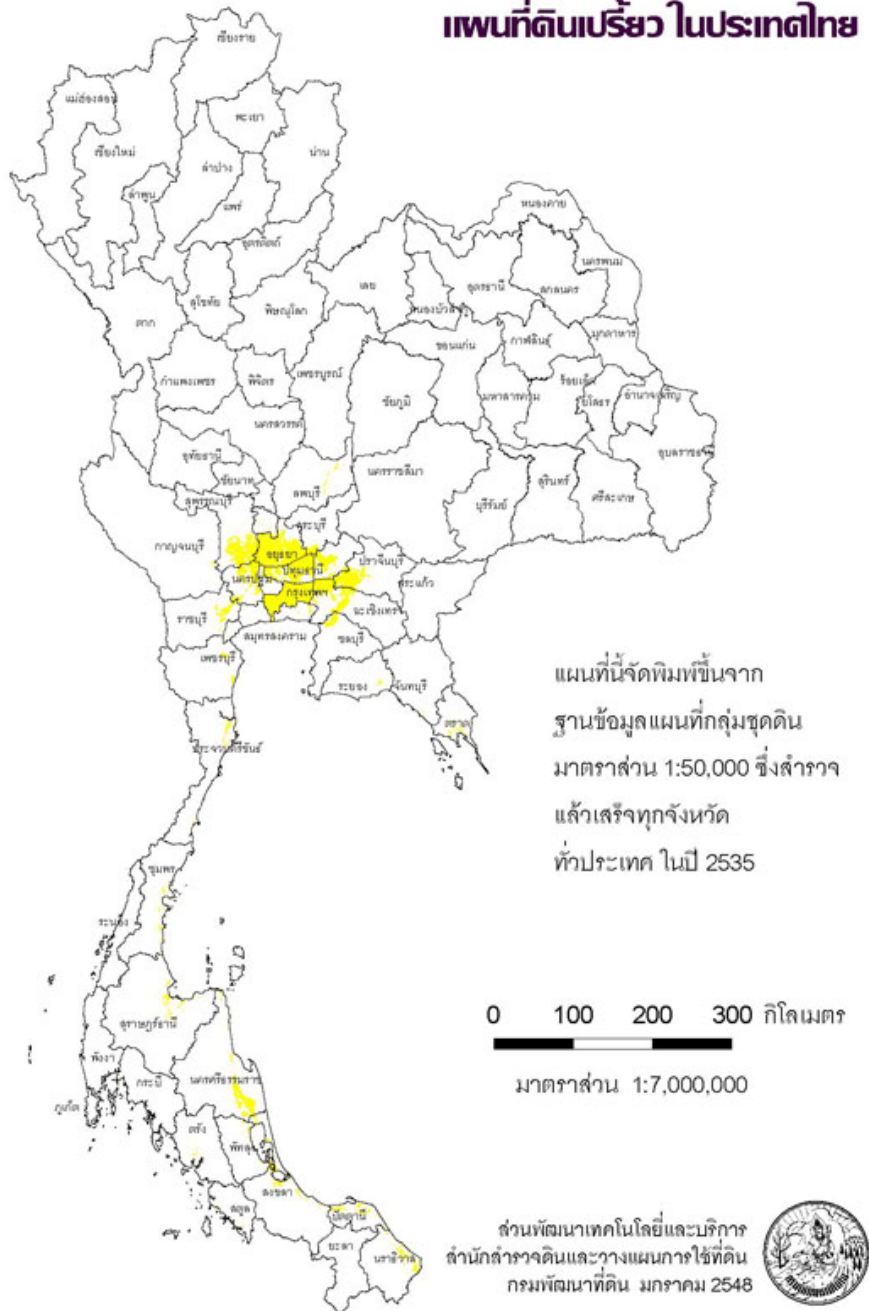 แผนที่ดินเปรี้ยว ในประเทศไทย
เชียงราย
แม่ฮ่องสอน
พะเยา
เชียงใหม่
น่าน
ลำปาง
ลำพูน
แพร่
หนองคาย
อุตรดิตถ์
นครพนม
เลย
อุดรธานี
สกลนคร
สุโขทัย
พิษณุโลก
หนองบัวลำภู
ตาก
ขอนแก่น
กาฬสินธุ์
มุกดาหาร
กำแพงเพชร
พิจิตร
เพชรบูรณ์
ร้อยเอ็ด
ชัยภูมิ
มหาสารคาม
ยโสธร
อำนาจเจริญ
นครสวรรค์
อุบลราชธานี
อุทัยธานี
นครราชสีมา
ชัยนาท
ลพบุรี
บุรีรัมย์
สุรินทร์
ศรีสะเกษ
สุพรรณบุรี
สระบุรี
กาญจนบุรี
อยุธยา
ปราจีนบุรี
ปทุมธานี
นครปฐม
สระแก้ว
กรุงเทพฯ
ราชบุรี
ฉะเชิงเทรา
สมุทรสงคราม
ชลบุรี
เพชรบุรี
ระยอง
จันทบุรี
ตราด
ประจวบคีรีขันธ์
แผนที่นี้จัดพิมพ์ขึ้นจาก
ฐานข้อมูลแผนที่กลุ่มชุดดิน
มาตราส่วน 1:50,000 ซึ่งสำรวจ
แล้วเสร็จทุกจังหวัด
ทั่วประเทศ ในปี 2535
ชุมพร
ระนอง
สุราษฎร์ธานี
0 100 200 300 กิโลเมตร
มาตราส่วน 1:7,000,000
พังงา
กระบี่
นครศรีธรรมราช
ภูเก็ต
ตรัง
พัทลุง
สงขลา
สตูล
ปัตตานี
ยะลา
นราธิวาส
ส่วนพัฒนาเทคโนโลยี่และบริการ
สำนักสำรวจดินและวางแผนการใช้ที่ดิน
กรมพัฒนาที่ดิน มกราคม 2548